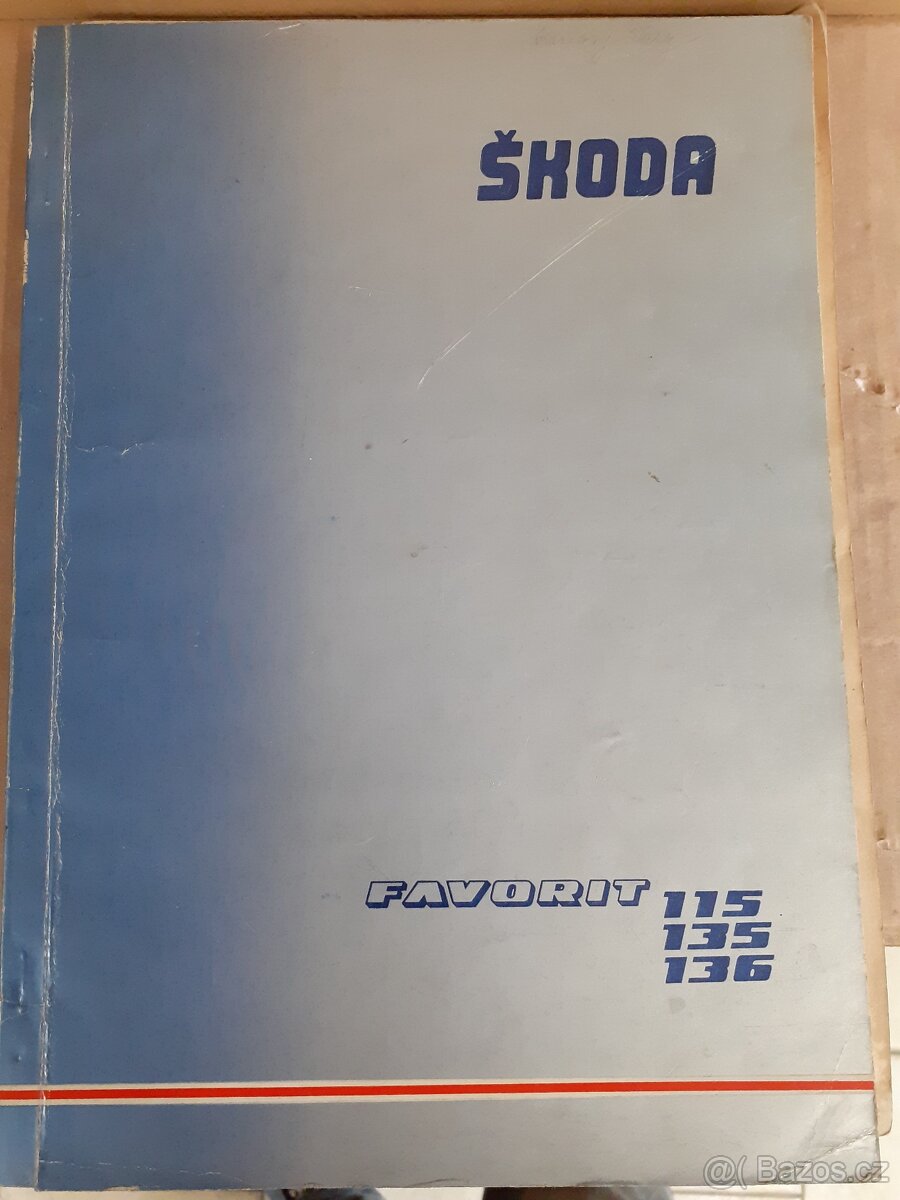 ŠKODA
FAVORIT 115
135
136
@( Bazos.cz